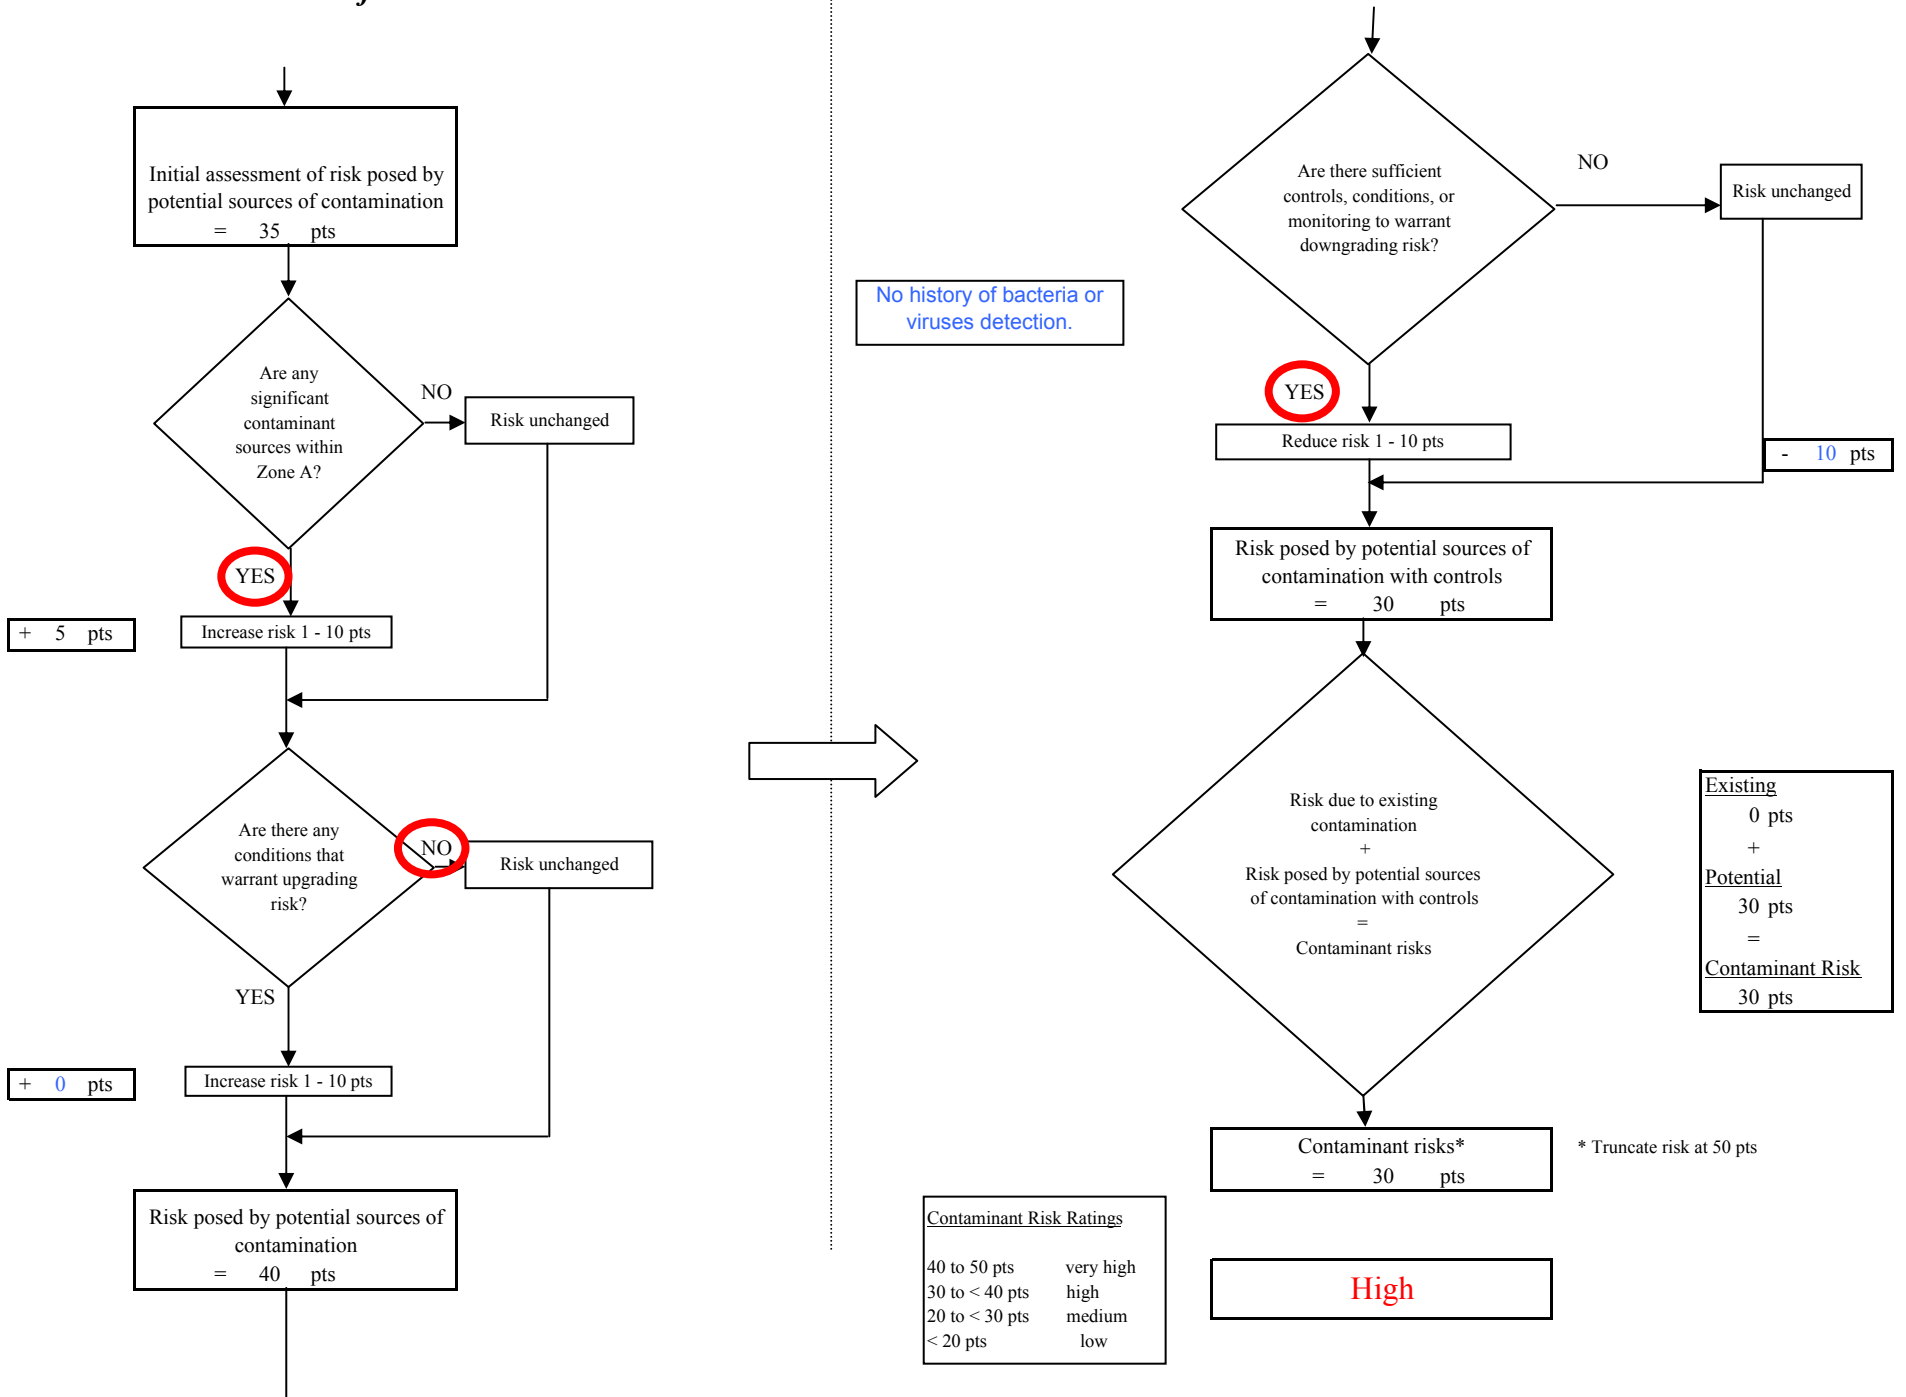 Initial assessment of risk posed by
potential sources of contamination
= 35 pts
Are any
significant
contaminant
sources within
Zone A?
NO
Risk unchanged
YES
+ 5 pts
Increase risk 1 - 10 pts
Are there any
conditions that
warrant upgrading
risk?
NO
Risk unchanged
YES
+ 0 pts
Increase risk 1 - 10 pts
Risk posed by potential sources of
contamination
= 40 pts
Are there sufficient
controls, conditions, or
monitoring to warrant
downgrading risk?
NO
Risk unchanged
No history of bacteria or
viruses detection.
YES
Reduce risk 1 - 10 pts
- 10 pts
Risk posed by potential sources of
contamination with controls
= 30 pts
Risk due to existing
contamination
+
Risk posed by potential sources
of contamination with controls
=
Contaminant risks
Existing
0 pts
+
Potential
30 pts
=
Contaminant Risk
30 pts
Contaminant risks*
= 30 pts
* Truncate risk at 50 pts
Contaminant Risk Ratings
40 to 50 pts very high
30 to < 40 pts high
20 to < 30 pts medium
< 20 pts low
High